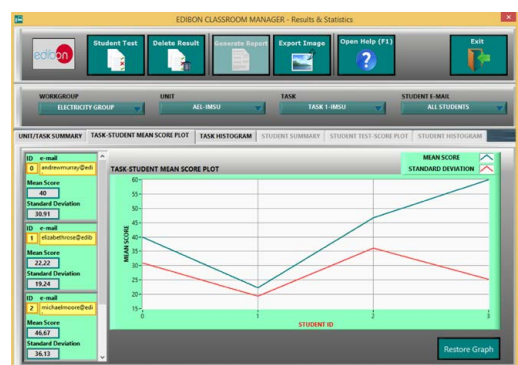 EDIBON CLASSROOM MANAGER - Results & Statistics
edibon
Student Test
Delete Result
Generate Report
Export Image
Open Help (F1)
Exit
WORKGROUP
UNIT
TASK
STUDENT E-MAIL
ELECTRICITY GROUP
AEL-IMSU
TASK 1-IMSU
ALL STUDENTS
UNIT/TASK SUMMARY
TASK-STUDENT MEAN SCORE PLOT
TASK HISTOGRAM
STUDENT SUMMARY
STUDENT TEST-SCORE PLOT
STUDENT HISTOGRAM
ID e-mail
0 andrewmurray@edi
Mean Score
40
Standard Deviation
30,91
ID e-mail
1 elizabethrose@edib
Mean Score
22,22
Standard Deviation
19,24
ID e-mail
2 michaelmoore@edi
Mean Score
46,67
Standard Deviation
36,13
TASK-STUDENT MEAN SCORE PLOT
MEAN SCORE
STANDARD DEVIATION
MEAN SCORE
60
55
50
45
40
35
30
25
20
15
0 1 2 3
STUDENT ID
Restore Graph